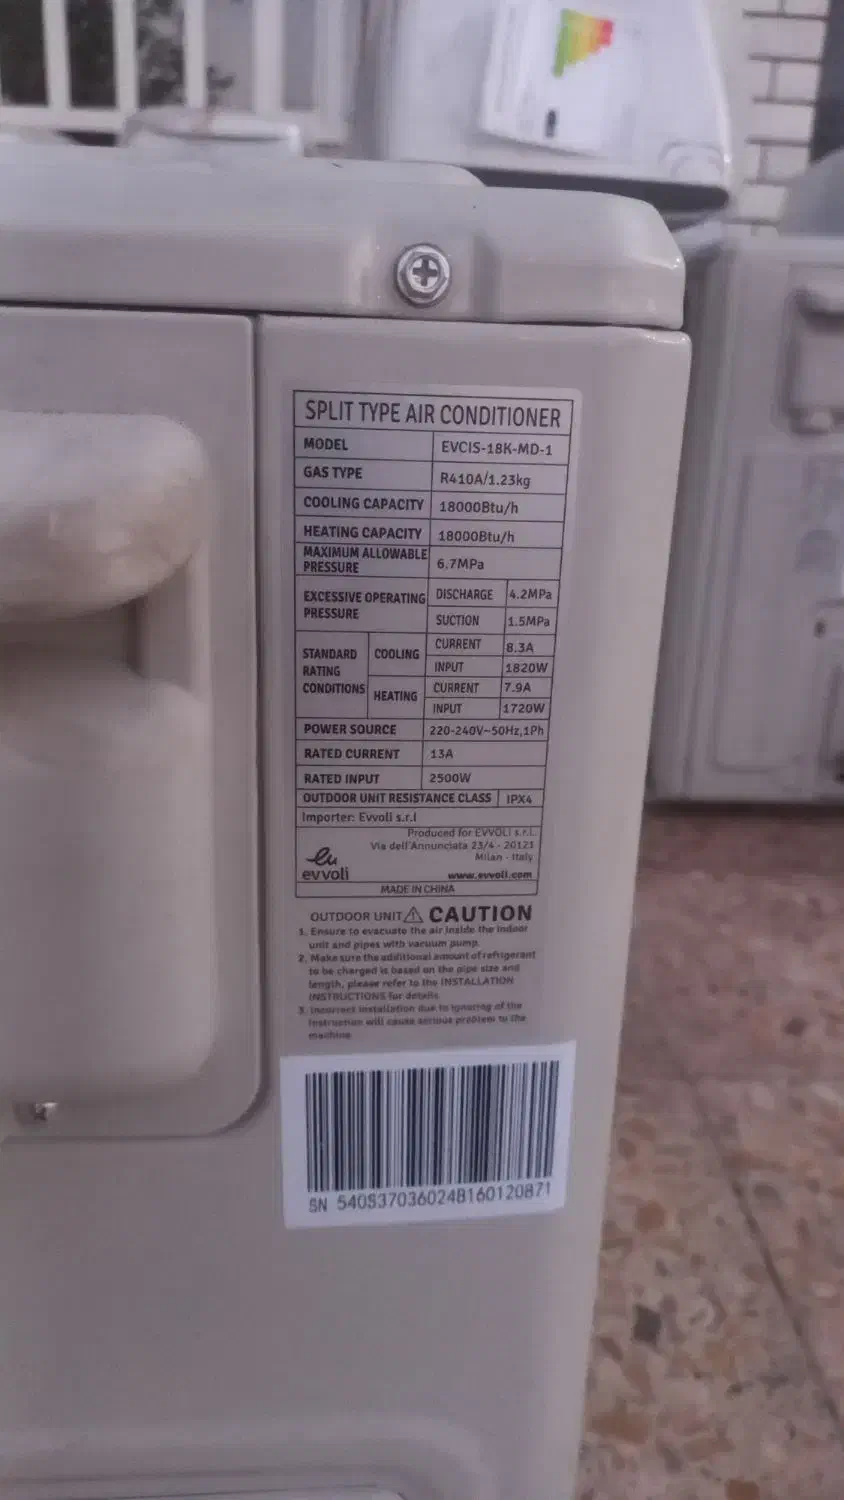 SPLIT TYPE AIR CONDITIONER
MODEL EVCIS-18K-MD-1
GAS TYPE R410A/1.23kg
COOLING CAPACITY 18000Btu/h
HEATING CAPACITY 18000Btu/h
MAXIMUM ALLOWABLE
PRESSURE 6.7MPa
EXCESSIVE OPERATING
PRESSURE
DISCHARGE 4.2MPa
SUCTION 1.5MPa
STANDARD
RATING
CONDITIONS
COOLING
CURRENT 8.3A
INPUT 1820W
HEATING
CURRENT 7.9A
INPUT 1720W
POWER SOURCE 220-240V~50Hz,1Ph
RATED CURRENT 13A
RATED INPUT 2500W
OUTDOOR UNIT RESISTANCE CLASS IPX4
Importer: Evvoli s.r.l
Produced for EVVOLI s.r.l.
Via dell'Annunciata 23/4 - 20121
Milan - Italy
evvoli
www.evvoli.com
MADE IN CHINA
OUTDOOR UNIT CAUTION
1. Ensure to evacuate the air inside the indoor
unit and pipes with vacuum pump.
2. Make sure the additional amount of refrigerant
to be charged is based on the pipe size and
length, please refer to the INSTALLATION
INSTRUCTIONS for details
3. Incorrect installation due to ignoring of the
instruction will cause serious problem to the
machine
SN 540S370360248160120871